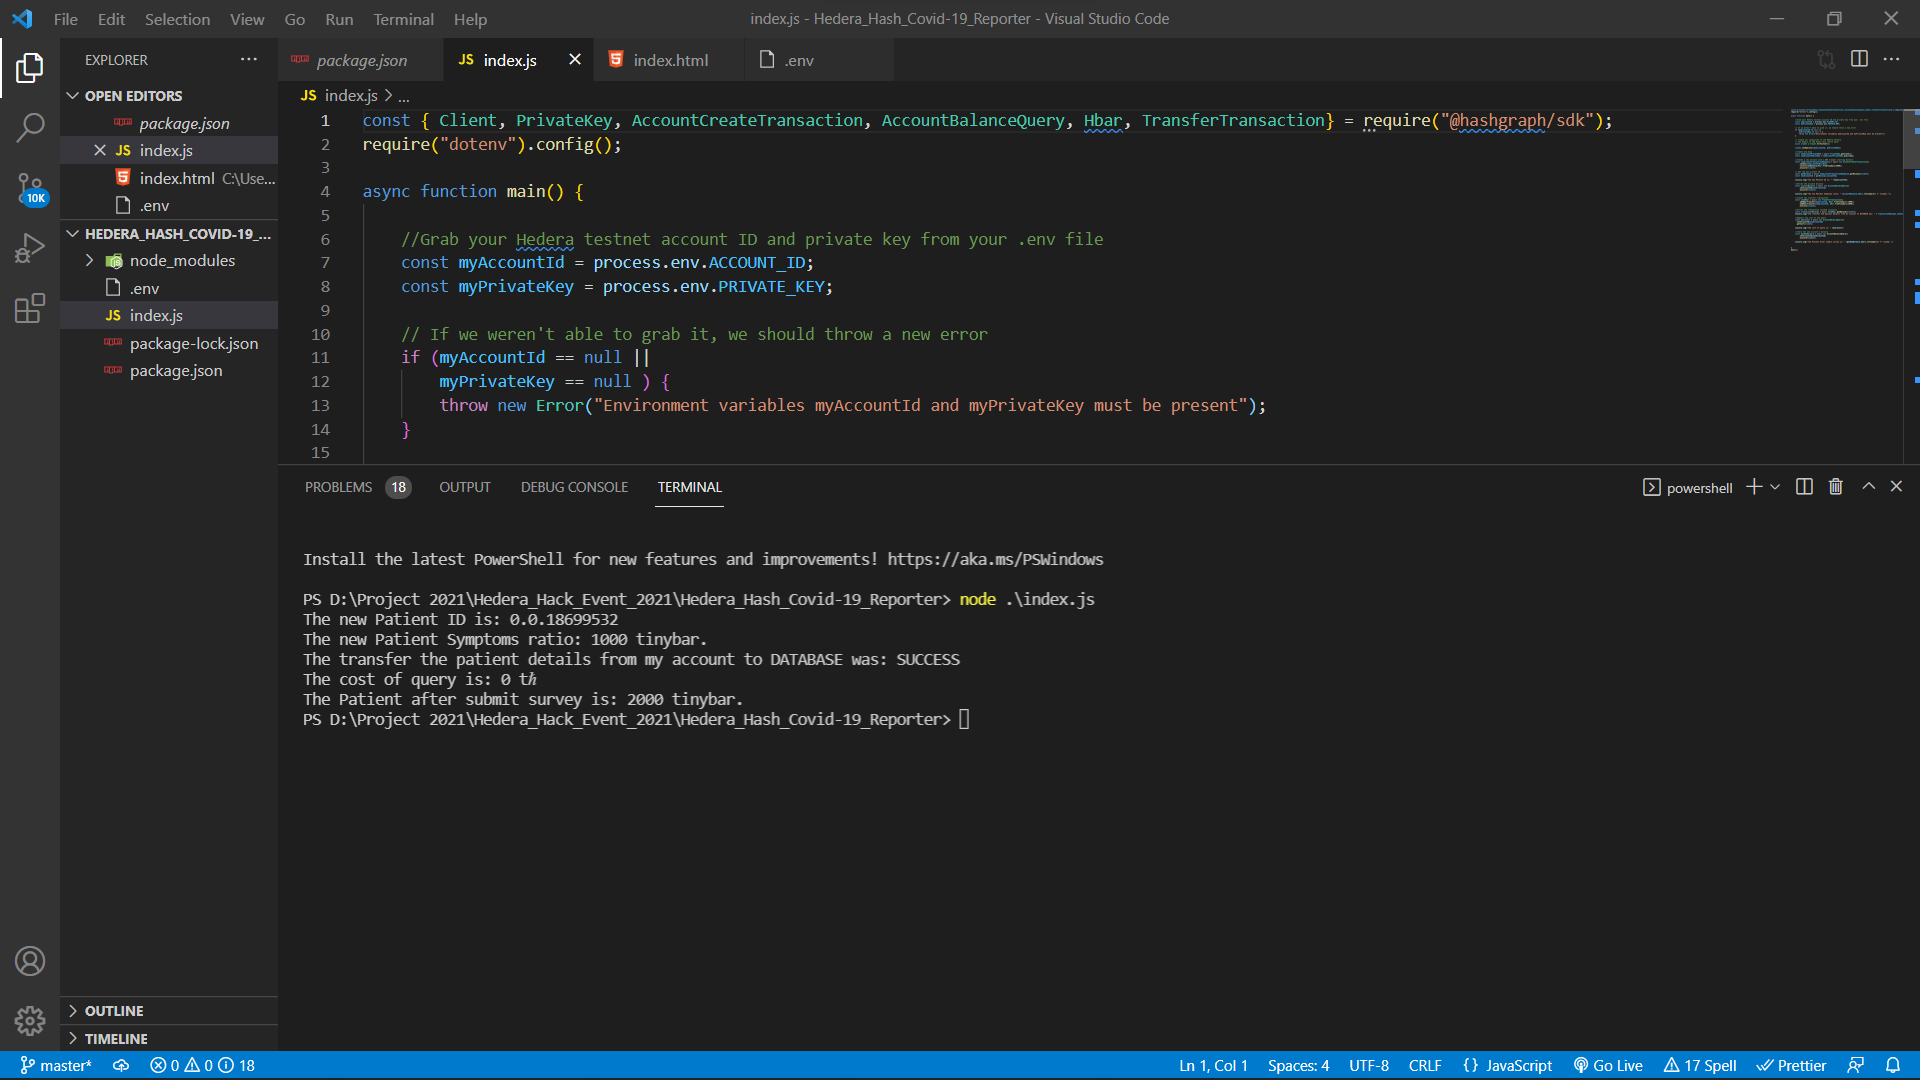 File Edit Selection View Go Run Terminal Help
index.js - Hedera_Hash_Covid-19_Reporter - Visual Studio Code
EXPLORER
OPEN EDITORS
package.json
JS index.js
index.html C:\Use...
.env
10K
HEDERA_HASH_COVID-19_...
node_modules
.env
JS index.js
package-lock.json
package.json
OUTLINE
TIMELINE
package.json
JS index.js
index.html
.env
JS index.js > ...
1 const { Client, PrivateKey, AccountCreateTransaction, AccountBalanceQuery, Hbar, TransferTransaction} = require("@hashgraph/sdk");
2 require("dotenv").config();
3
4 async function main() {
5
6 //Grab your Hedera testnet account ID and private key from your .env file
7 const myAccountId = process.env.ACCOUNT_ID;
8 const myPrivateKey = process.env.PRIVATE_KEY;
9
10 // If we weren't able to grab it, we should throw a new error
11 if (myAccountId == null ||
12 myPrivateKey == null ) {
13 throw new Error("Environment variables myAccountId and myPrivateKey must be present");
14 }
15
PROBLEMS 18 OUTPUT DEBUG CONSOLE TERMINAL
powershell
Install the latest PowerShell for new features and improvements! https://aka.ms/PSWindows
PS D:\Project 2021\Hedera_Hack_Event_2021\Hedera_Hash_Covid-19_Reporter> node .\index.js
The new Patient ID is: 0.0.18699532
The new Patient Symptoms ratio: 1000 tinybar.
The transfer the patient details from my account to DATABASE was: SUCCESS
The cost of query is: 0 tℏ
The Patient after submit survey is: 2000 tinybar.
PS D:\Project 2021\Hedera_Hack_Event_2021\Hedera_Hash_Covid-19_Reporter>
master* 0 0 18
Ln 1, Col 1 Spaces: 4 UTF-8 CRLF {} JavaScript Go Live 17 Spell Prettier